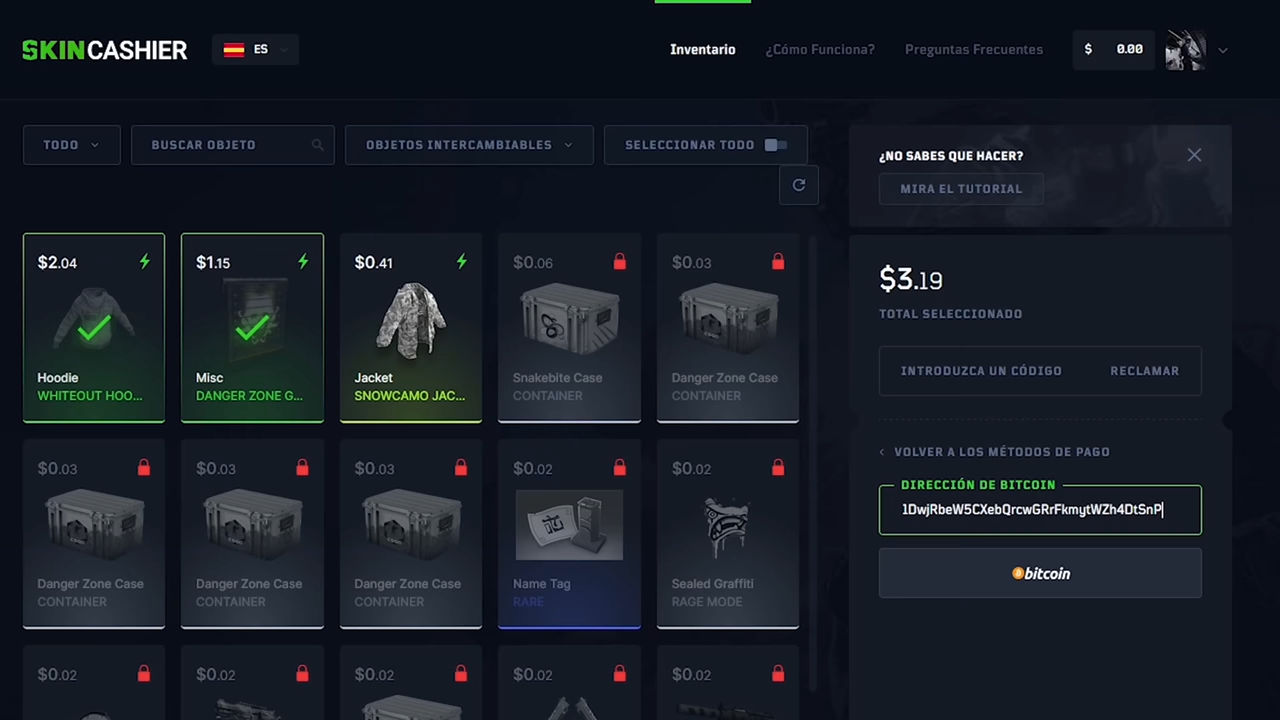 SKINCASHIER
ES
Inventario
¿Cómo Funciona?
Preguntas Frecuentes
$ 0.00
TODO
BUSCAR OBJETO
OBJETOS INTERCAMBIABLES
SELECCIONAR TODO
¿NO SABES QUE HACER?
MIRA EL TUTORIAL
$2.04
Hoodie
WHITEOUT HOO...
$1.15
Misc
DANGER ZONE G...
$0.41
Jacket
SNOWCAMO JAC...
$0.06
Snakebite Case
CONTAINER
$0.03
Danger Zone Case
CONTAINER
$0.03
Danger Zone Case
CONTAINER
$0.03
Danger Zone Case
CONTAINER
$0.03
Danger Zone Case
CONTAINER
$0.02
Name Tag
RARE
$0.02
Sealed Graffiti
RAGE MODE
$0.02
$0.02
$0.02
$0.02
$0.02
$3.19
TOTAL SELECCIONADO
INTRODUZCA UN CÓDIGO
RECLAMAR
VOLVER A LOS MÉTODOS DE PAGO
DIRECCIÓN DE BITCOIN
1DwjRbeW5CXebQrcwGRrFkmytWZh4DtSnP
bitcoin